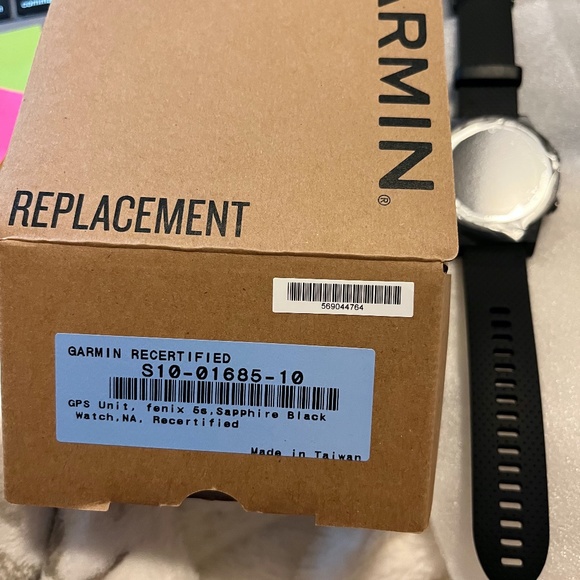 ARMIN®
REPLACEMENT
569044764
GARMIN RECERTIFIED
S10-01685-10
GPS Unit, fenix 5s,Sapphire Black
Watch,NA, Recertified
Made in Taiwan